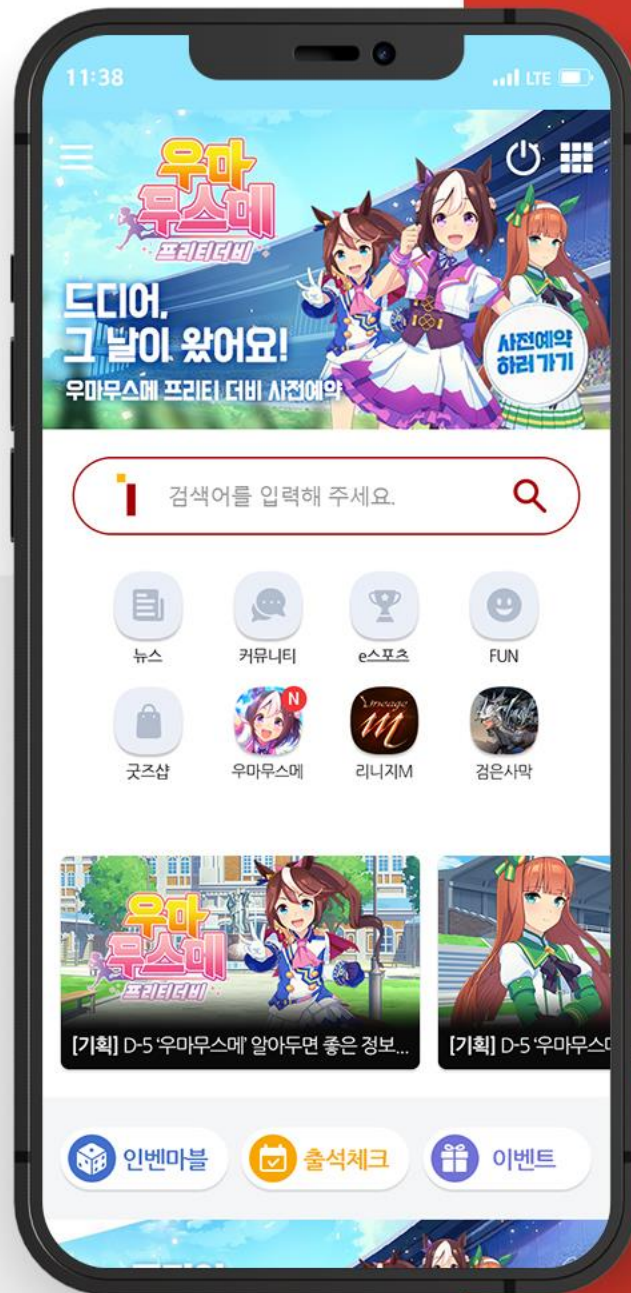 11:38
LTE
우마
무스메
프리티더비
드디어,
그 날이 왔어요!
우마무스메 프리티 더비 사전예약
사전예약
하러 가기
검색어를 입력해 주세요.
뉴스
커뮤니티
e스포츠
FUN
굿즈샵
N
우마무스메
Lineage
m
리니지M
검은사막
우마
무스메
프리티더비
[기획] D-5 ‘우마무스메’ 알아두면 좋은 정보...
[기획] D-5 ‘우마무스
인벤마블
출석체크
이벤트